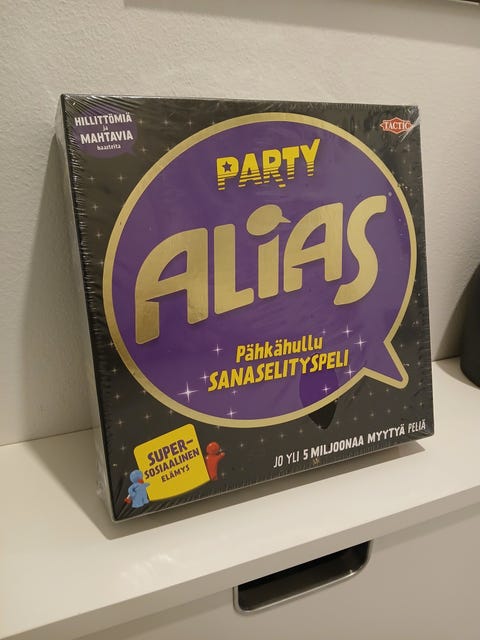 HILLITTÖMIÄ
ja
MAHTAVIA
haasteita
TACTIC
PARTY
ALIAS
Pähkähullu
SANASELITYSPELI
SUPER-
SOSIAALINEN
ELÄMYS
JO YLI 5 MILJOONAA MYYTYÄ PELIÄ